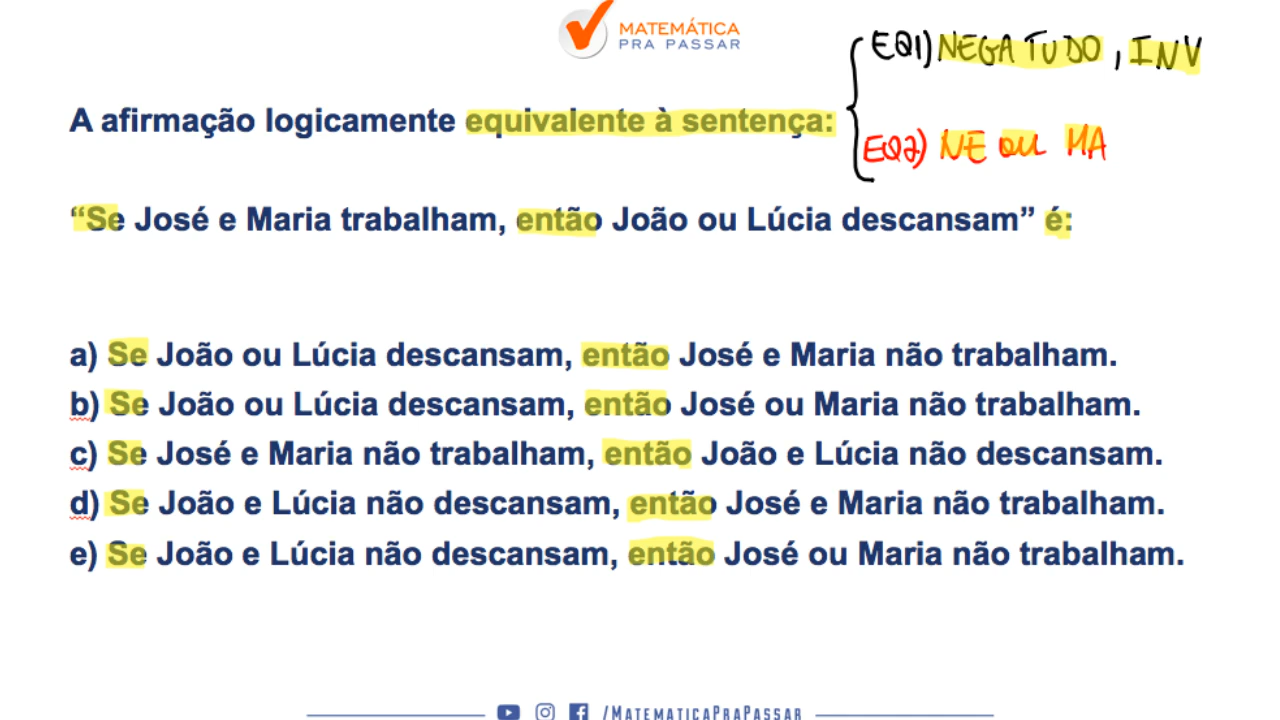 MATEMÁTICA
PRA PASSAR
EQ1) NEGA TUDO, INV
A afirmação logicamente equivalente à sentença:
EQ2) NE OU MA
“Se José e Maria trabalham, então João ou Lúcia descansam” é:
a) Se João ou Lúcia descansam, então José e Maria não trabalham.
b) Se João ou Lúcia descansam, então José ou Maria não trabalham.
c) Se José e Maria não trabalham, então João e Lúcia não descansam.
d) Se João e Lúcia não descansam, então José e Maria não trabalham.
e) Se João e Lúcia não descansam, então José ou Maria não trabalham.
/MATEMATICAPRAPASSAR